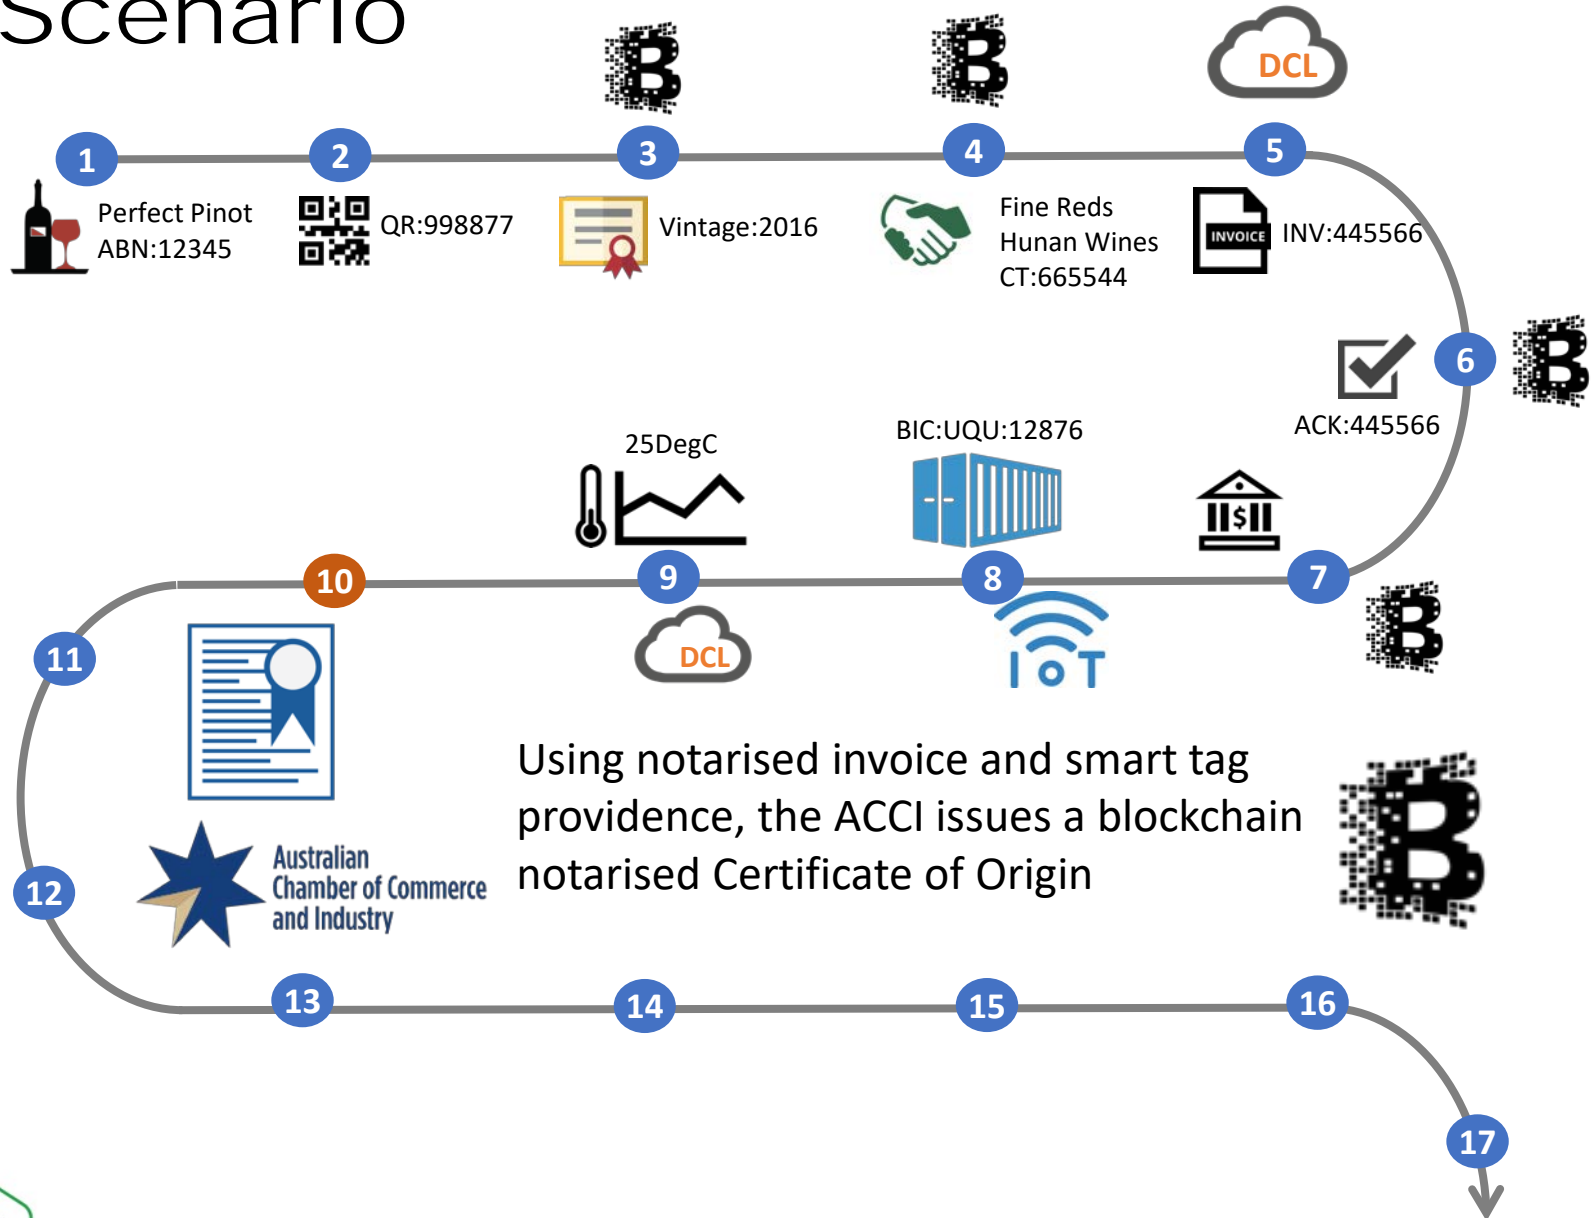 Scenario
DCL
1
2
3
4
5
Perfect Pinot
ABN:12345
QR:998877
Vintage:2016
Fine Reds
Hunan Wines
CT:665544
INVOICE
INV:445566
6
ACK:445566
25DegC
BIC:UQU:12876
$
10
9
8
7
DCL
IoT
11
Using notarised invoice and smart tag
providence, the ACCI issues a blockchain
notarised Certificate of Origin
Australian
Chamber of Commerce
and Industry
12
13
14
15
16
17